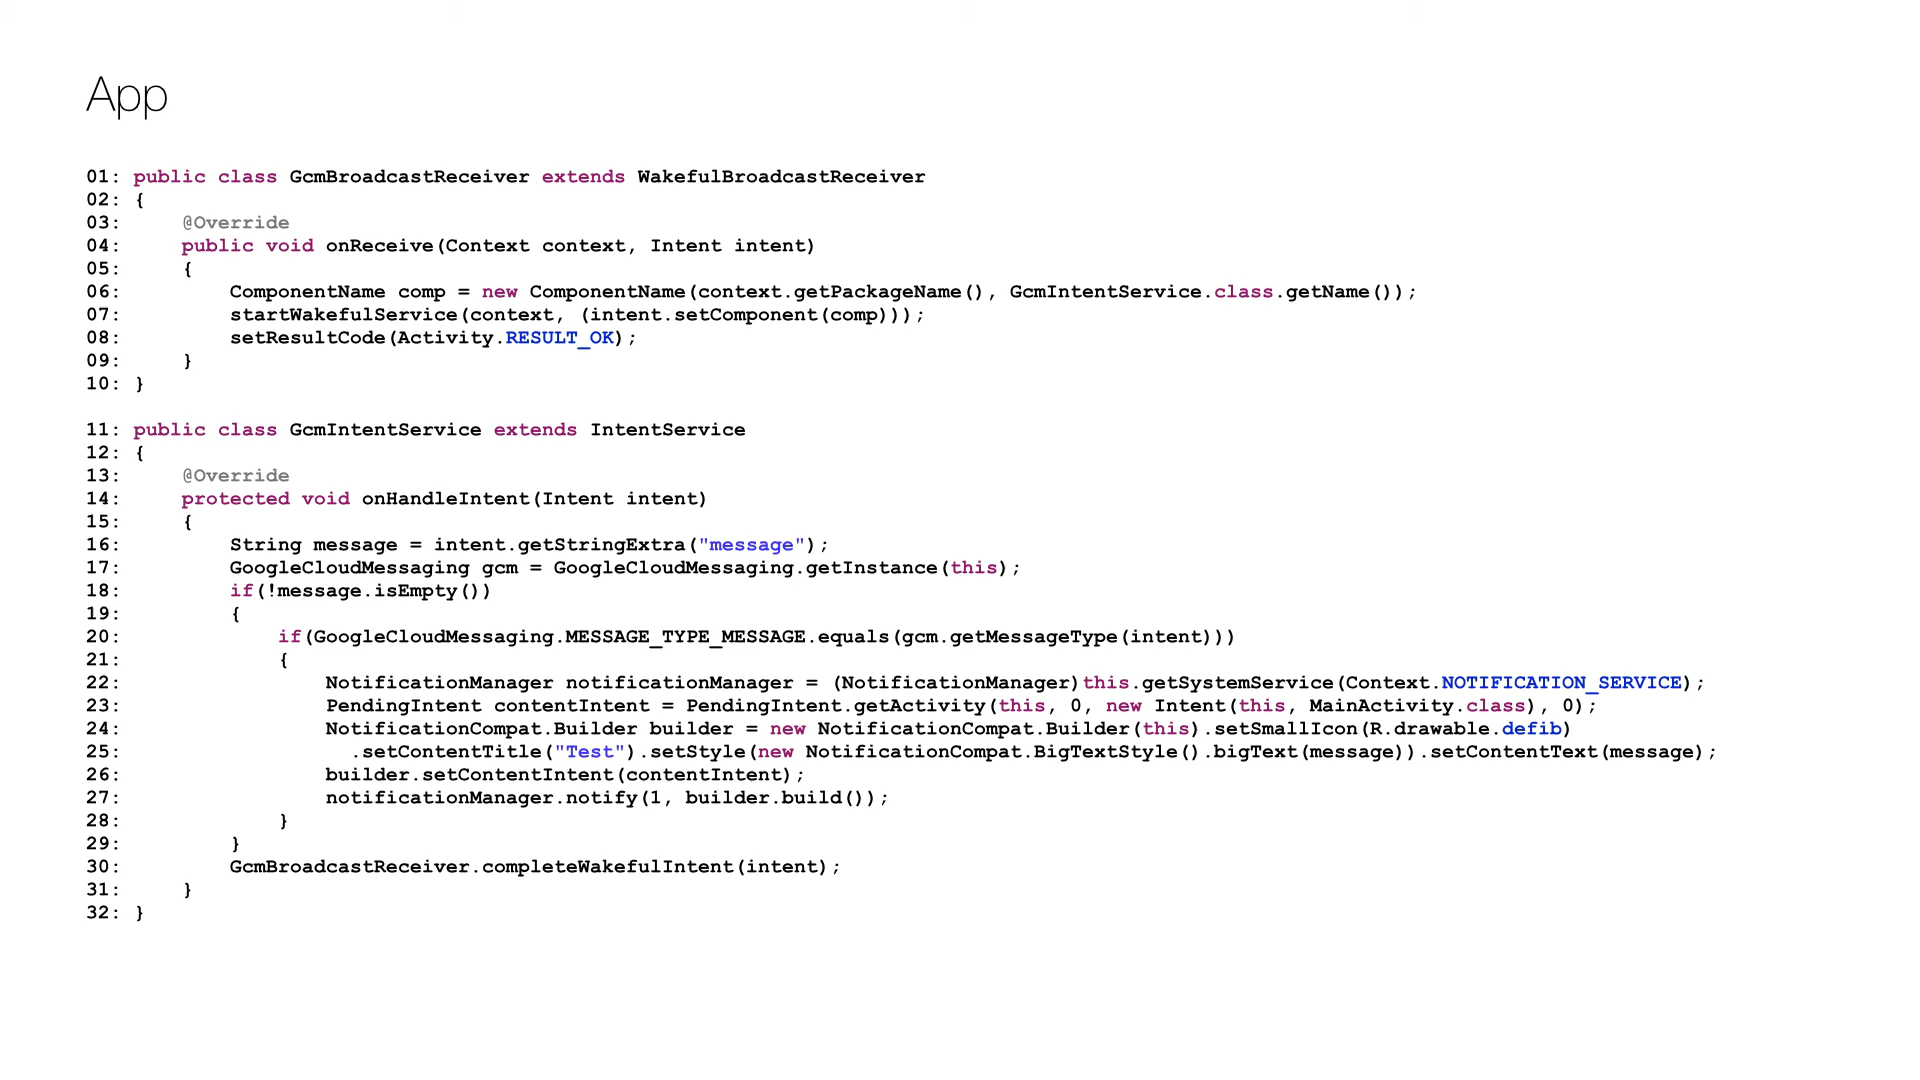 App
01: public class GcmBroadcastReceiver extends WakefulBroadcastReceiver
02: {
03:     @Override
04:     public void onReceive(Context context, Intent intent)
05:     {
06:         ComponentName comp = new ComponentName(context.getPackageName(), GcmIntentService.class.getName());
07:         startWakefulService(context, (intent.setComponent(comp)));
08:         setResultCode(Activity.RESULT_OK);
09:     }
10: }
11: public class GcmIntentService extends IntentService
12: {
13:     @Override
14:     protected void onHandleIntent(Intent intent)
15:     {
16:         String message = intent.getStringExtra("message");
17:         GoogleCloudMessaging gcm = GoogleCloudMessaging.getInstance(this);
18:         if(!message.isEmpty())
19:         {
20:             if(GoogleCloudMessaging.MESSAGE_TYPE_MESSAGE.equals(gcm.getMessageType(intent)))
21:             {
22:                 NotificationManager notificationManager = (NotificationManager)this.getSystemService(Context.NOTIFICATION_SERVICE);
23:                 PendingIntent contentIntent = PendingIntent.getActivity(this, 0, new Intent(this, MainActivity.class), 0);
24:                 NotificationCompat.Builder builder = new NotificationCompat.Builder(this).setSmallIcon(R.drawable.defib)
25:                   .setContentTitle("Test").setStyle(new NotificationCompat.BigTextStyle().bigText(message)).setContentText(message);
26:                 builder.setContentIntent(contentIntent);
27:                 notificationManager.notify(1, builder.build());
28:             }
29:         }
30:         GcmBroadcastReceiver.completeWakefulIntent(intent);
31:     }
32: }